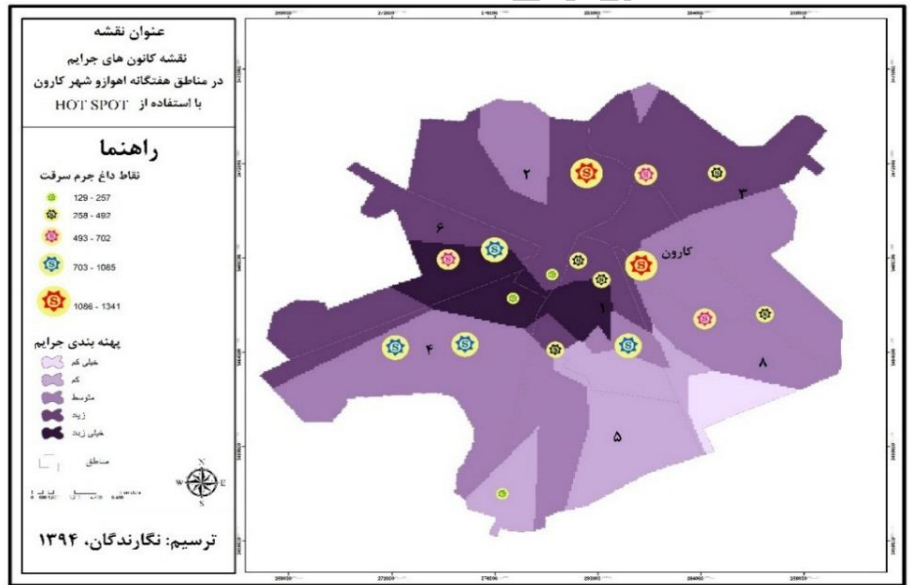 عنوان نقشه
نقشه کانون های جرایم
در مناطق هفتگانه اهوازو شهر کارون
با استفاده از HOT SPOT
راهنما
نقاط داغ جرم سرقت
129 - 257
258 - 492
493 - 702
703 - 1085
1086 - 1341
پهنه بندی جرایم
خیلی کم
کم
متوسط
زیاد
خیلی زیاد
مناطق
N
W E
S
ترسیم: نگارندگان، ۱۳۹۴
۲
۳
۶
کارون
۱
۴
۸
۵